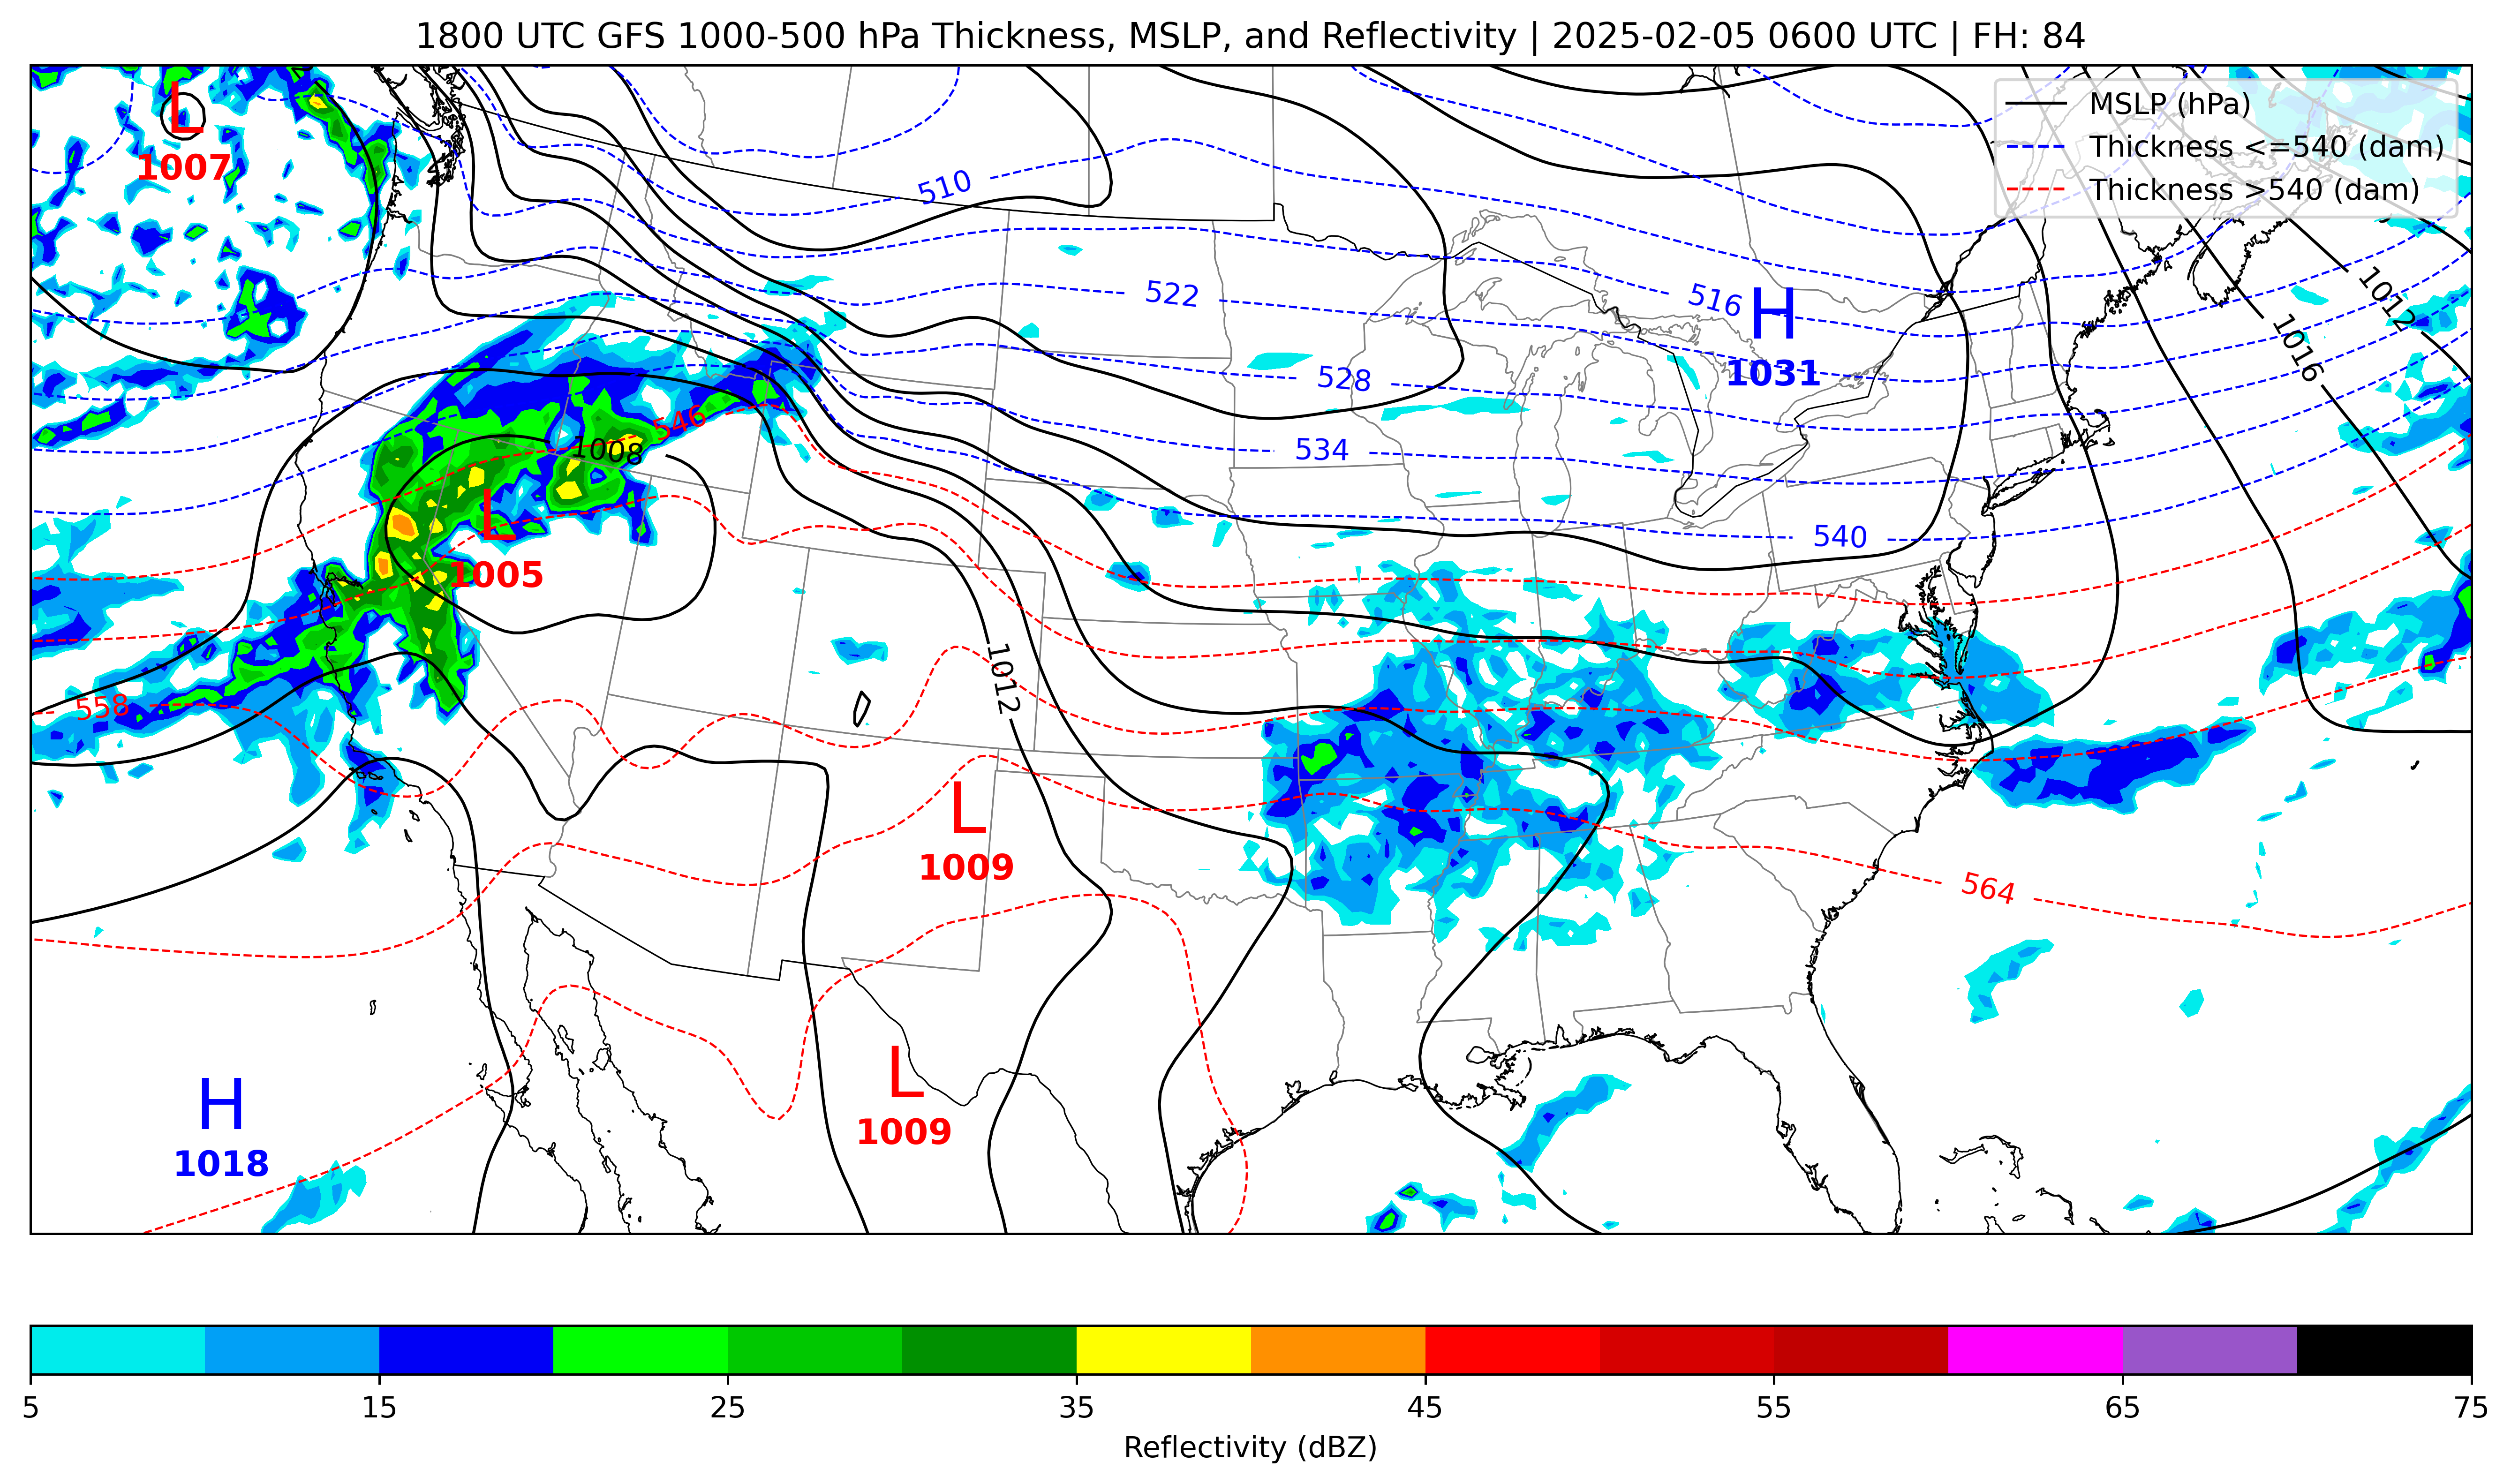 1800 UTC GFS 1000-500 hPa Thickness, MSLP, and Reflectivity | 2025-02-05 0600 UTC | FH: 84
MSLP (hPa)
Thickness <=540 (dam)
Thickness >540 (dam)
L
1007
510
522
516
H
1031
1012
1016
528
546
1008
534
L
1005
540
1012
558
L
1009
564
L
1009
H
1018
5
15
25
35
45
55
65
75
Reflectivity (dBZ)